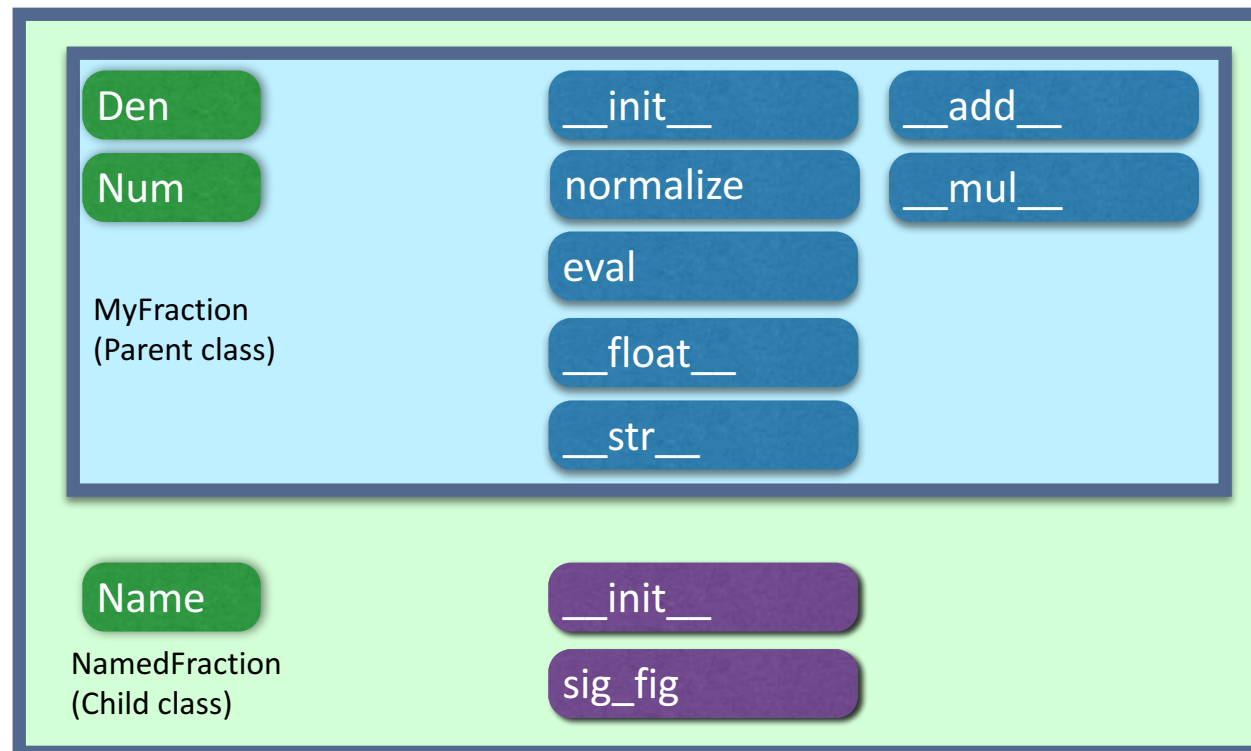 Den
__init__
__add__
Num
normalize
__mul__
eval
MyFraction
(Parent class)
__float__
__str__
Name
__init__
NamedFraction
(Child class)
sig_fig